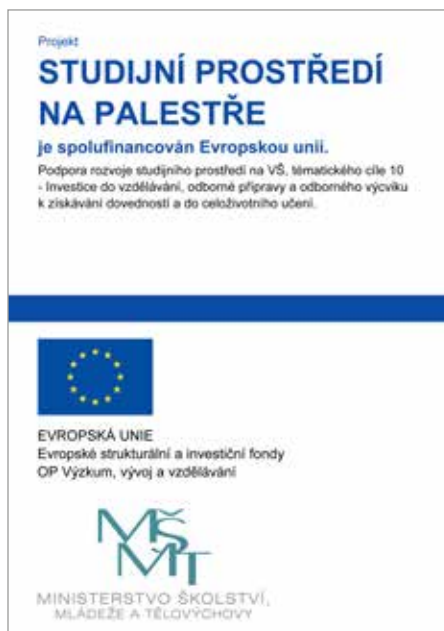 Projekt
STUDIJNÍ PROSTŘEDÍ
NA PALESTŘE
je spolufinancován Evropskou unií.
Podpora rozvoje studijního prostředí na VŠ, tématického cíle 10
- Investice do vzdělávání, odborné přípravy a odborného výcviku
k získávání dovedností a do celoživotního učení.
EVROPSKÁ UNIE
Evropské strukturální a investiční fondy
OP Výzkum, vývoj a vzdělávání
MŠMT
MINISTERSTVO ŠKOLSTVÍ,
MLÁDEŽE A TĚLOVÝCHOVY